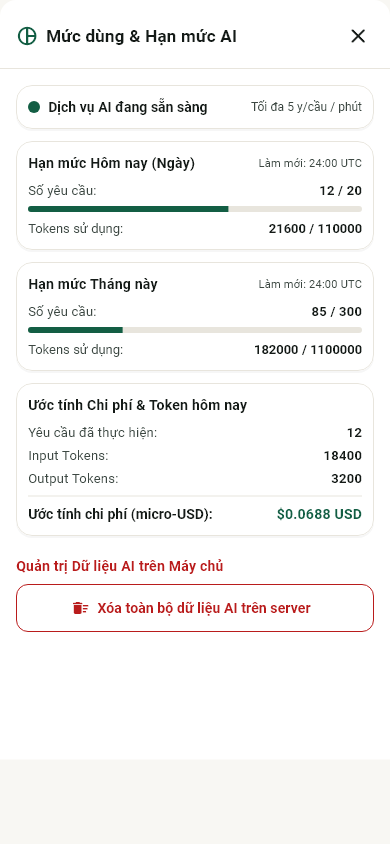 Mức dùng & Hạn mức AI
Dịch vụ AI đang sẵn sàng
Tối đa 5 y/cầu / phút
Hạn mức Hôm nay (Ngày)
Làm mới: 24:00 UTC
Số yêu cầu:
12 / 20
Tokens sử dụng:
21600 / 110000
Hạn mức Tháng này
Làm mới: 24:00 UTC
Số yêu cầu:
85 / 300
Tokens sử dụng:
182000 / 1100000
Ước tính Chi phí & Token hôm nay
Yêu cầu đã thực hiện:
12
Input Tokens:
18400
Output Tokens:
3200
Ước tính chi phí (micro-USD):
$0.0688 USD
Quản trị Dữ liệu AI trên Máy chủ
Xóa toàn bộ dữ liệu AI trên server